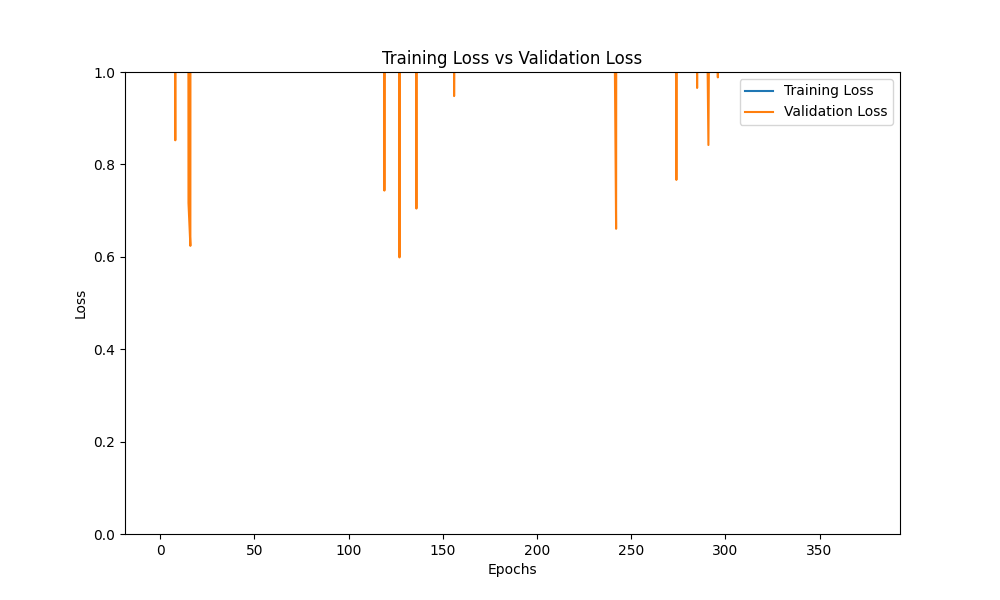 Training Loss vs Validation Loss
1.0
0.8
0.6
0.4
0.2
0.0
Loss
Training Loss
Validation Loss
0 50 100 150 200 250 300 350
Epochs